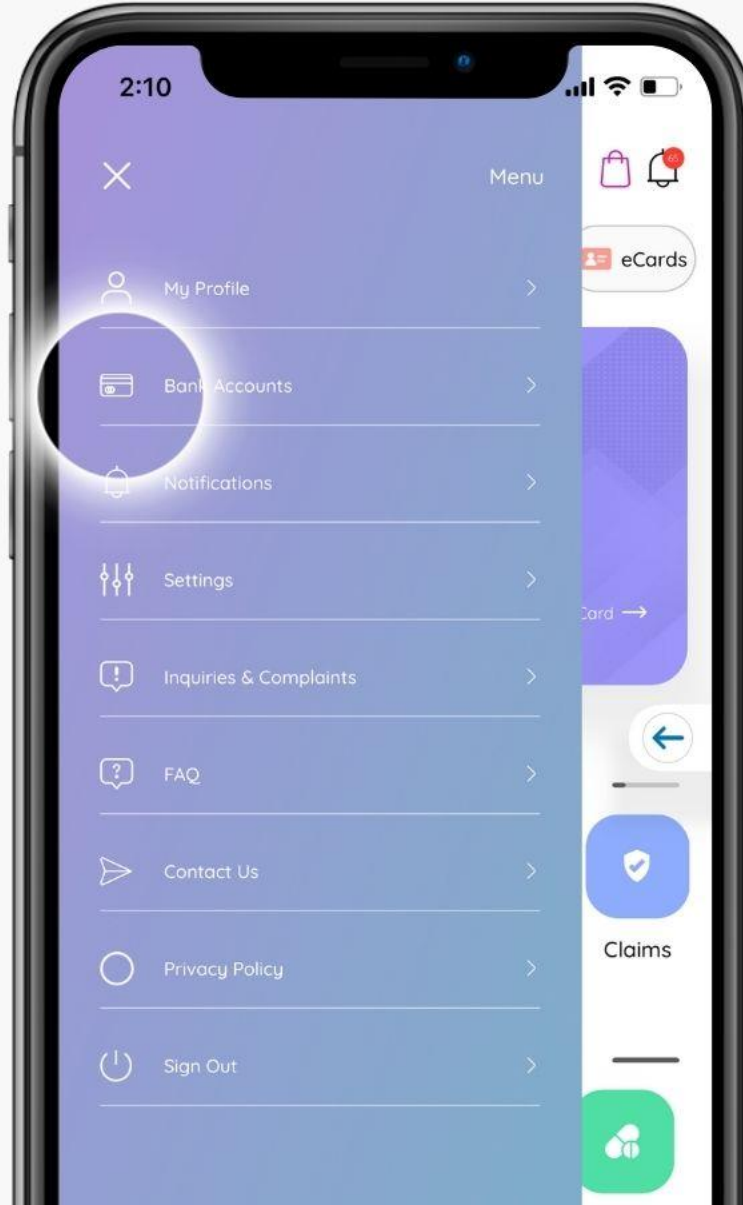 2:10
Menu
65
My Profile
eCards
Bank Accounts
Notifications
Settings
Card
Inquiries & Complaints
FAQ
Contact Us
Claims
Privacy Policy
Sign Out